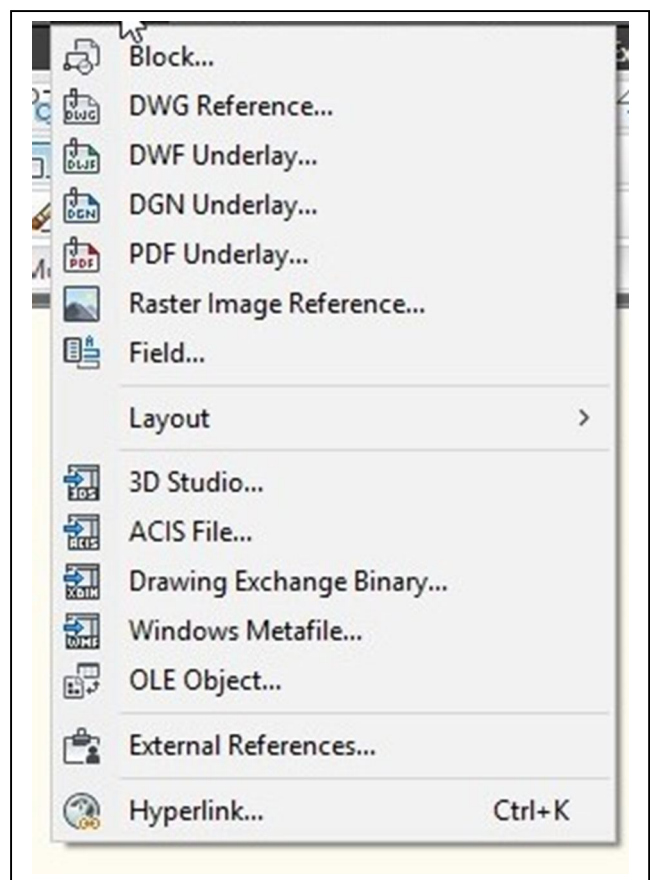 Block...
DWG Reference...
DWF Underlay...
DGN Underlay...
PDF Underlay...
Raster Image Reference...
Field...
Layout
3D Studio...
ACIS File...
Drawing Exchange Binary...
Windows Metafile...
OLE Object...
External References...
Hyperlink... Ctrl+K